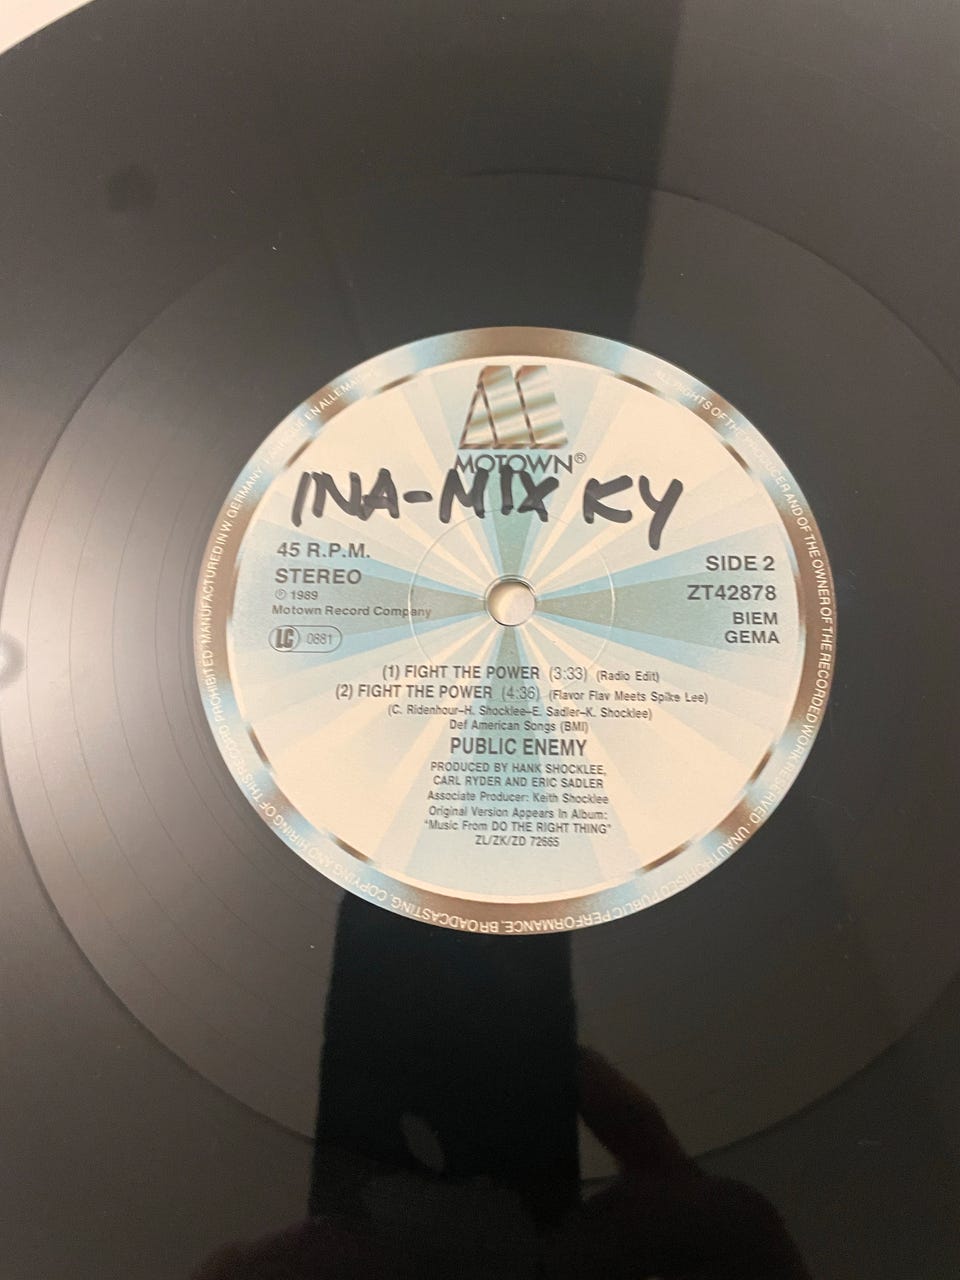 MOTOWN®
INA-MIX KY
45 R.P.M.
STEREO
℗ 1989
Motown Record Company
LC 0881
SIDE 2
ZT42878
BIEM
GEMA
(1) FIGHT THE POWER (3:33) (Radio Edit)
(2) FIGHT THE POWER (4:36) (Flavor Flav Meets Spike Lee)
(C. Ridenhour–H. Shocklee–E. Sadler–K. Shocklee)
Def American Songs (BMI)
PUBLIC ENEMY
PRODUCED BY HANK SHOCKLEE,
CARL RYDER AND ERIC SADLER
Associate Producer: Keith Shocklee
Original Version Appears In Album:
"Music From DO THE RIGHT THING"
ZL/ZK/ZD 72665
ALL RIGHTS OF THE PRODUCER AND OF THE OWNER OF THE RECORDED WORK RESERVED · UNAUTHORISED PUBLIC PERFORMANCE, BROADCASTING, COPYING AND HIRING OF THIS RECORD PROHIBITED · MANUFACTURED IN W. GERMANY EN ALLEMAGNE